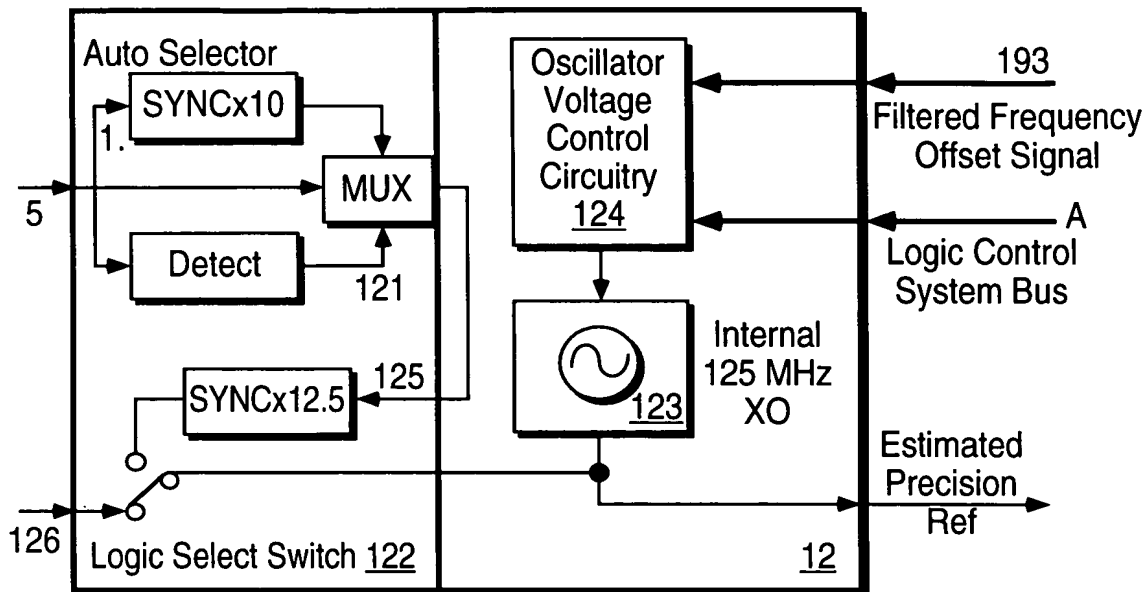 Auto Selector
SYNCx10
1.
MUX
5
Detect
121
SYNCx12.5
125
126
Logic Select Switch 122
Oscillator
Voltage
Control
Circuitry
124
193
Filtered Frequency
Offset Signal
A
Logic Control
System Bus
Internal
125 MHz
XO
123
Estimated
Precision
Ref
12